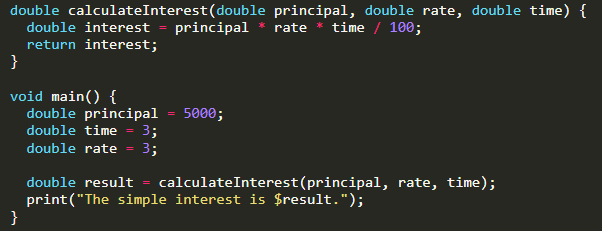 double calculateInterest(double principal, double rate, double time) {
  double interest = principal * rate * time / 100;
  return interest;
}

void main() {
  double principal = 5000;
  double time = 3;
  double rate = 3;

  double result = calculateInterest(principal, rate, time);
  print("The simple interest is $result.");
}